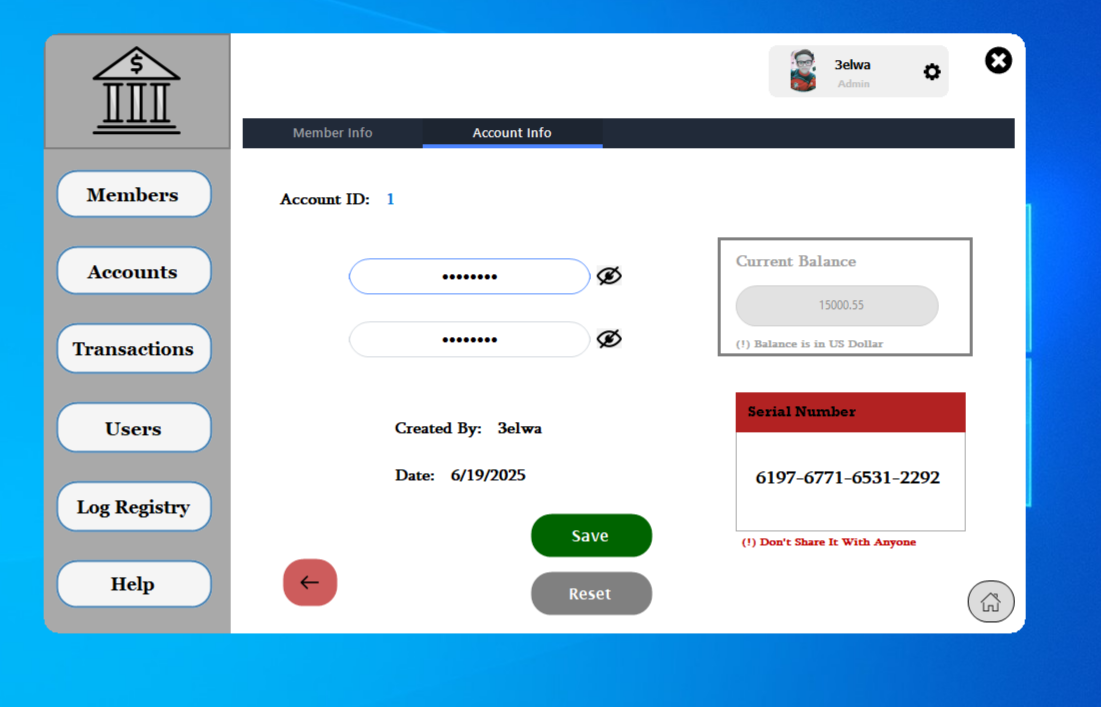 $
3elwa
Admin
Member Info
Account Info
Members
Accounts
Transactions
Users
Log Registry
Help
Account ID: 1
••••••••
••••••••
Created By: 3elwa
Date: 6/19/2025
Save
Reset
Current Balance
15000.55
(!) Balance is in US Dollar
Serial Number
6197-6771-6531-2292
(!) Don't Share It With Anyone